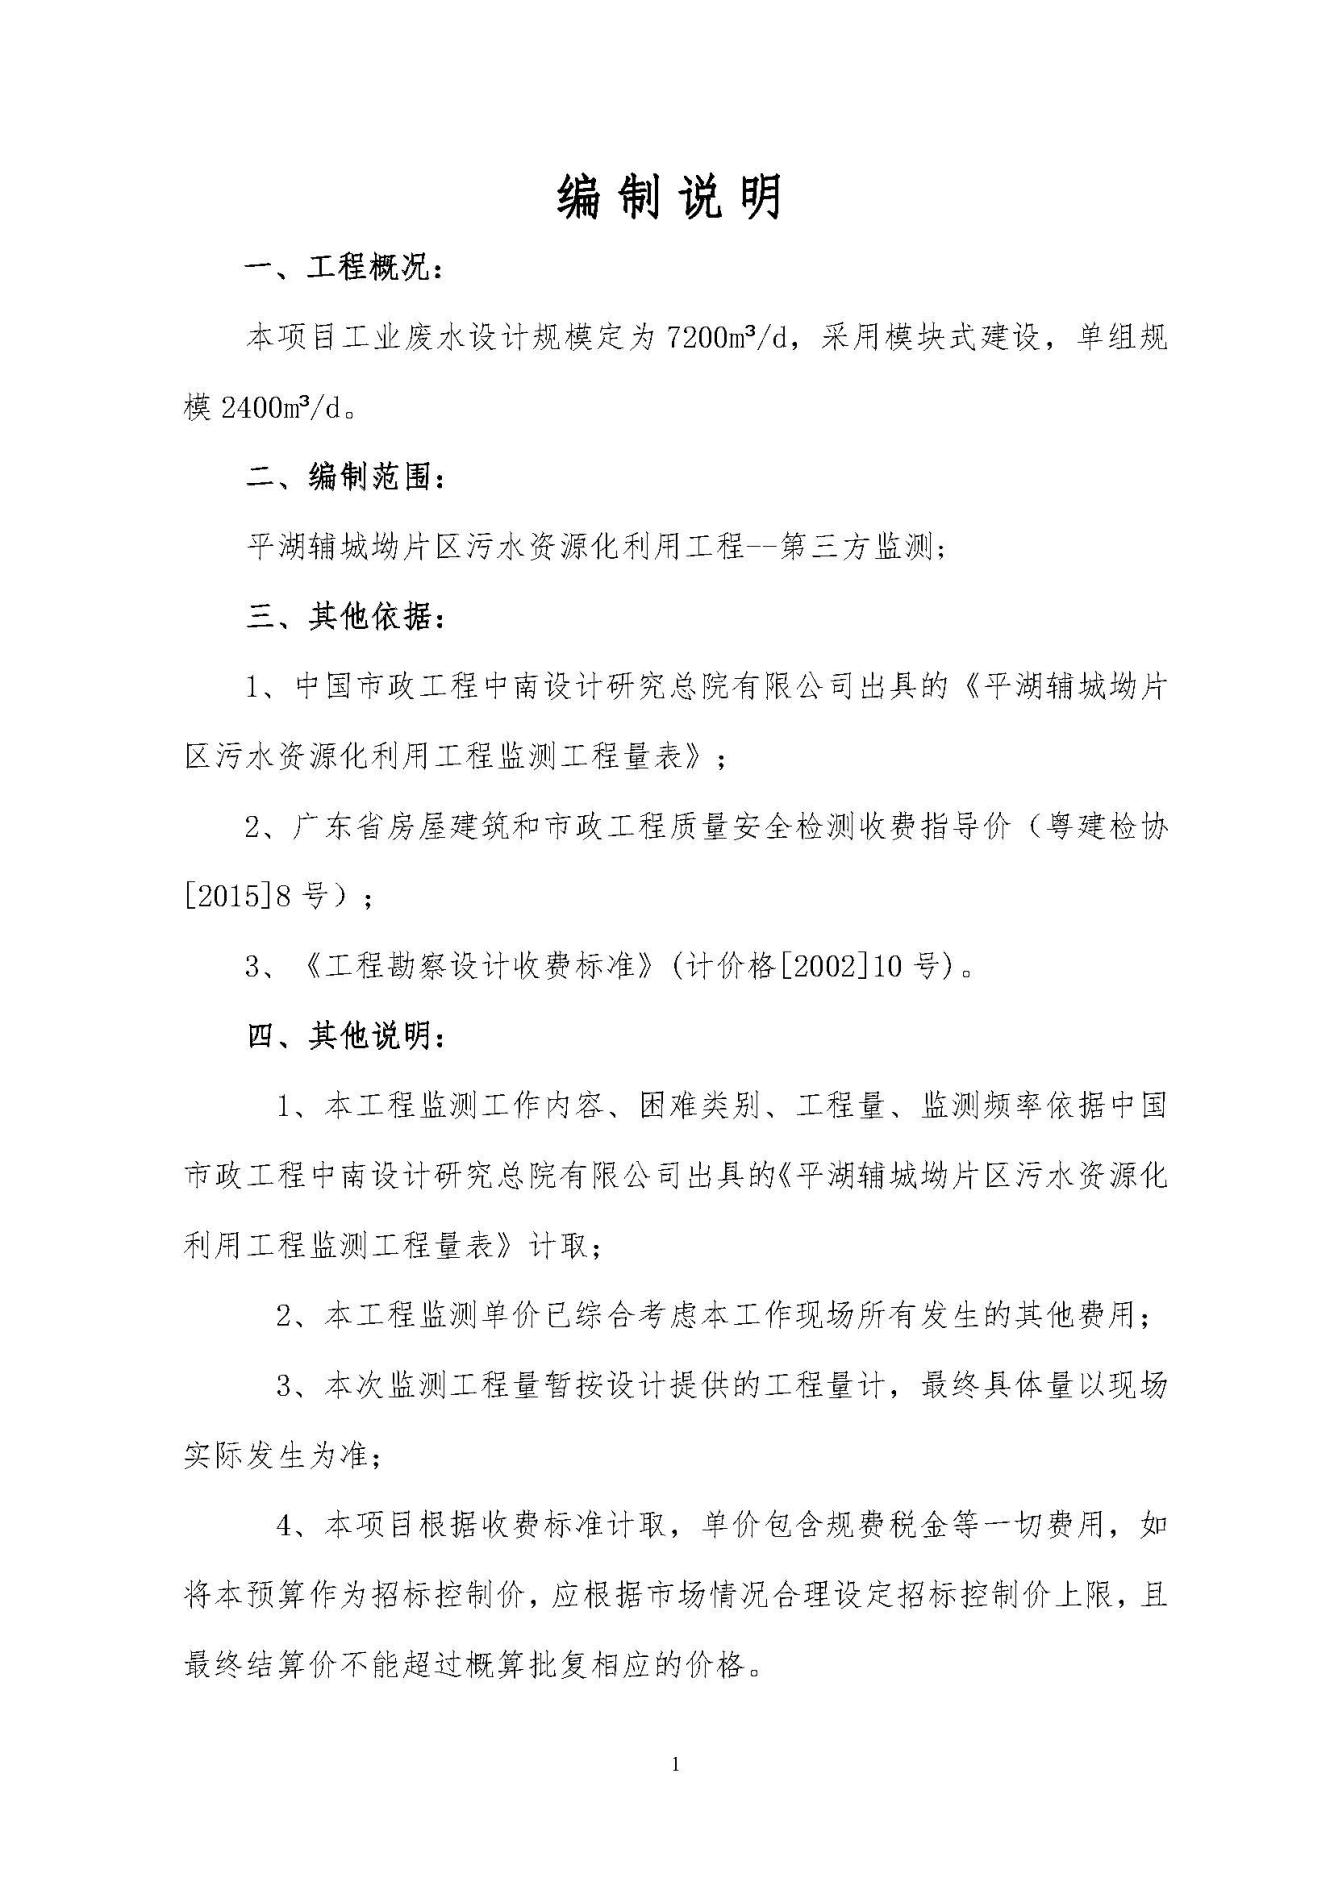 编制说明
一、工程概况：
本项目工业废水设计规模定为 7200m³/d，采用模块式建设，单组规
模 2400m³/d。
二、编制范围：
平湖辅城坳片区污水资源化利用工程--第三方监测；
三、其他依据：
1、中国市政工程中南设计研究总院有限公司出具的《平湖辅城坳片
区污水资源化利用工程监测工程量表》；
2、广东省房屋建筑和市政工程质量安全检测收费指导价（粤建检协
[2015]8 号）；
3、《工程勘察设计收费标准》(计价格[2002]10 号)。
四、其他说明：
1、本工程监测工作内容、困难类别、工程量、监测频率依据中国
市政工程中南设计研究总院有限公司出具的《平湖辅城坳片区污水资源化
利用工程监测工程量表》计取；
2、本工程监测单价已综合考虑本工作现场所有发生的其他费用；
3、本次监测工程量暂按设计提供的工程量计，最终具体量以现场
实际发生为准；
4、本项目根据收费标准计取，单价包含规费税金等一切费用，如
将本预算作为招标控制价，应根据市场情况合理设定招标控制价上限，且
最终结算价不能超过概算批复相应的价格。
1